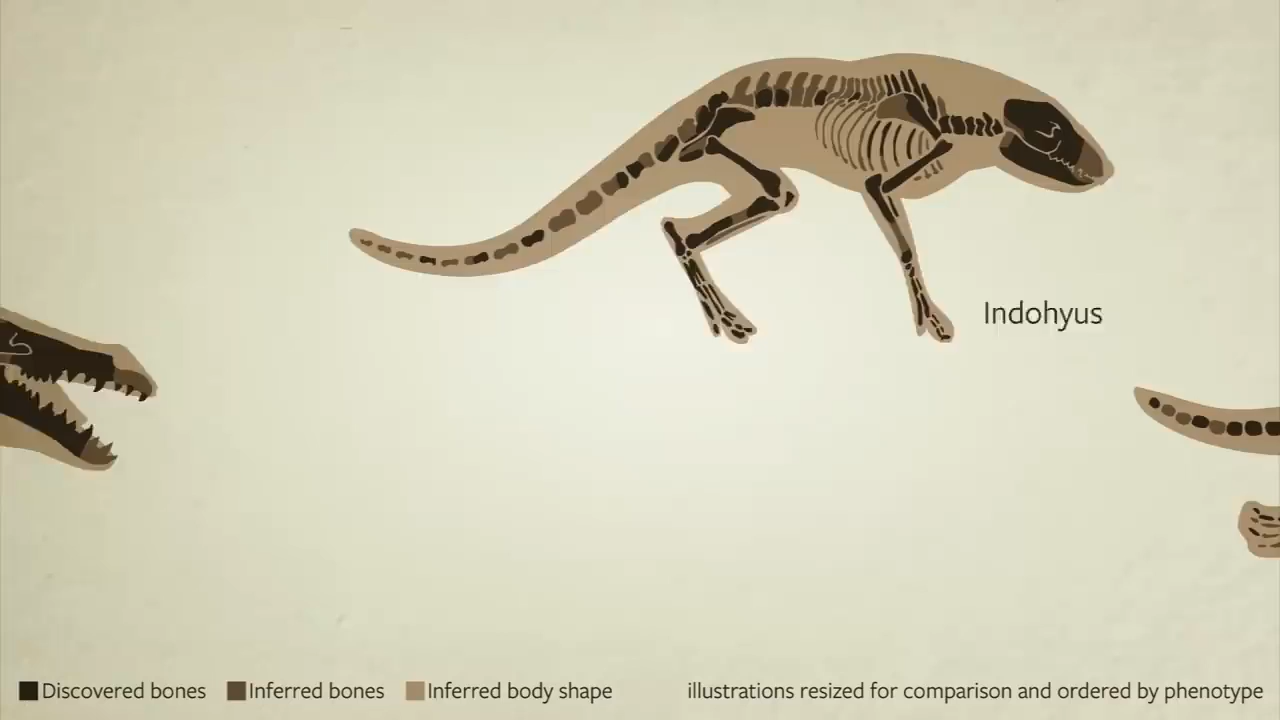 Indohyus
Discovered bones
Inferred bones
Inferred body shape
illustrations resized for comparison and ordered by phenotype